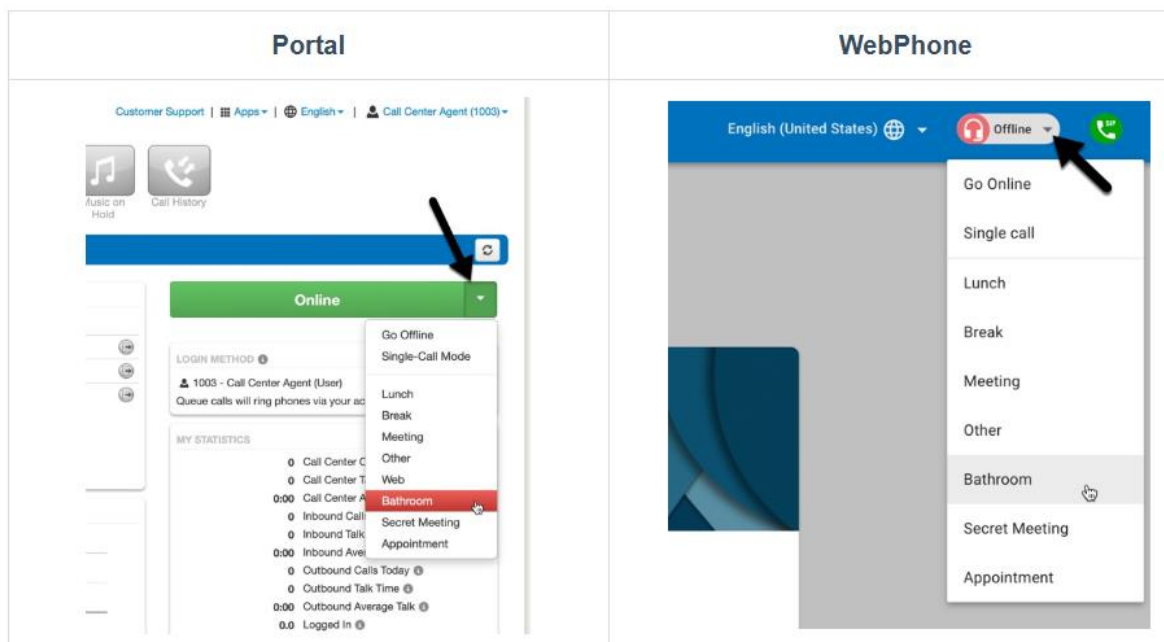 Portal
WebPhone
Customer Support | Apps | English | Call Center Agent (1003)
Music on
Hold
Call History
Online
Go Offline
Single-Call Mode
Lunch
Break
Meeting
Other
Web
Bathroom
Secret Meeting
Appointment
LOGIN METHOD
1003 - Call Center Agent (User)
Queue calls will ring phones via your
MY STATISTICS
0 Call Center
0 Call Center
0:00 Call Center
0 Inbound
0 Inbound Talk
0:00 Inbound
0 Outbound Calls Today
0 Outbound Talk Time
0:00 Outbound Average Talk
0.0 Logged In
English (United States)
Offline
SIP
Go Online
Single call
Lunch
Break
Meeting
Other
Bathroom
Secret Meeting
Appointment